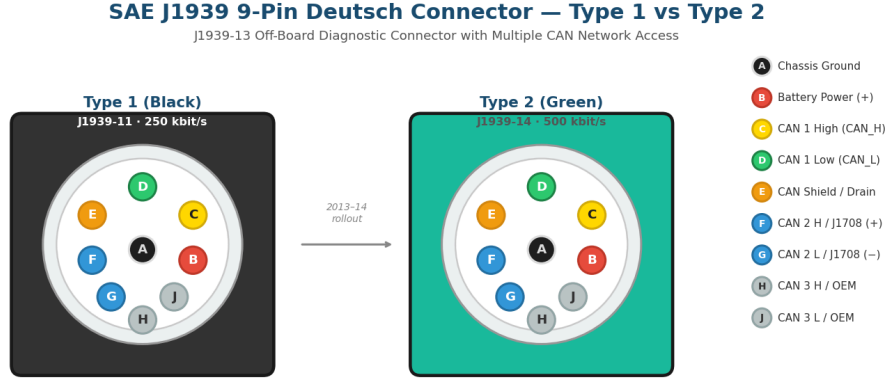 SAE J1939 9-Pin Deutsch Connector — Type 1 vs Type 2
J1939-13 Off-Board Diagnostic Connector with Multiple CAN Network Access
Type 1 (Black)
J1939-11 · 250 kbit/s
D
E
C
A
F
B
G
J
H
2013–14
rollout
Type 2 (Green)
J1939-14 · 500 kbit/s
D
E
C
A
F
B
G
J
H
A Chassis Ground
B Battery Power (+)
C CAN 1 High (CAN_H)
D CAN 1 Low (CAN_L)
E CAN Shield / Drain
F CAN 2 H / J1708 (+)
G CAN 2 L / J1708 (−)
H CAN 3 H / OEM
J CAN 3 L / OEM